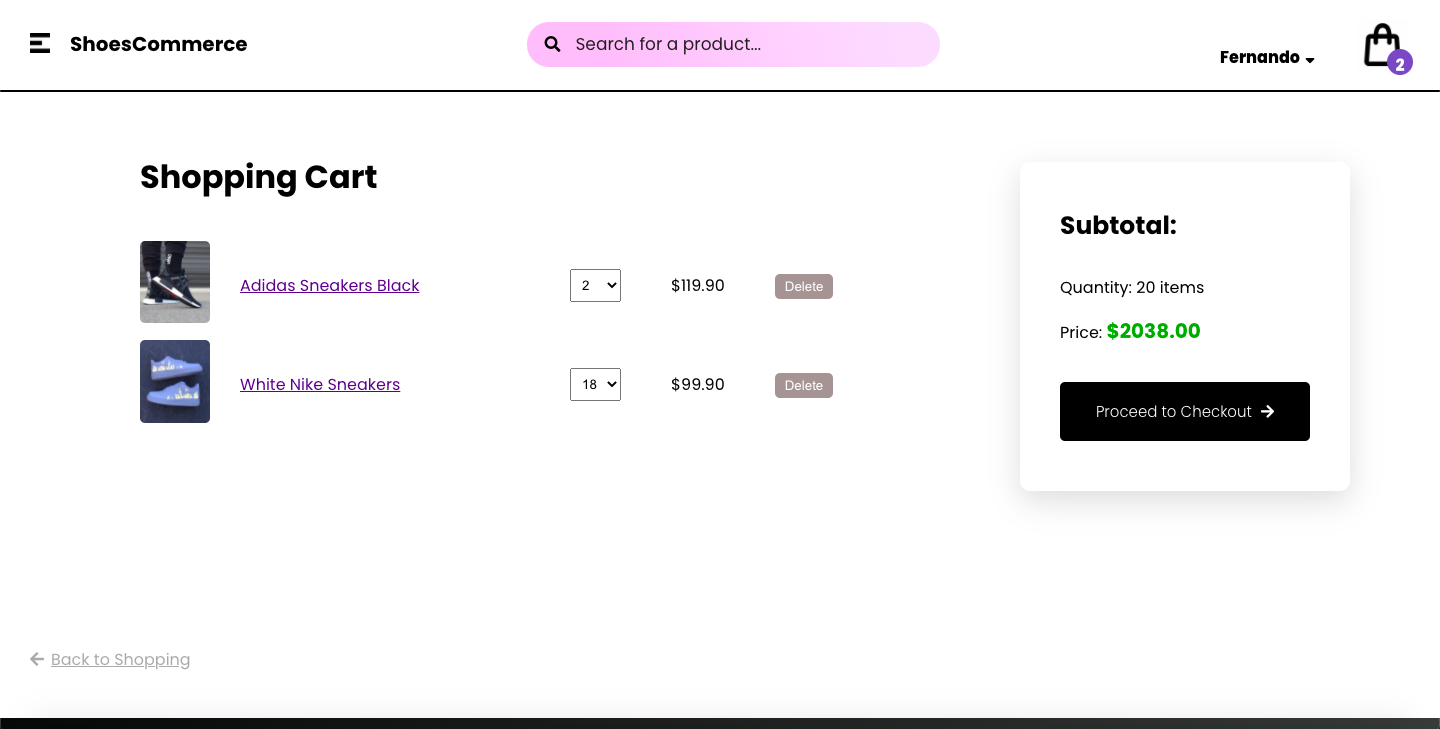 ShoesCommerce
Search for a product...
Fernando
2
Shopping Cart
Adidas Sneakers Black 2 $119.90 Delete
White Nike Sneakers 18 $99.90 Delete
Subtotal:
Quantity: 20 items
Price: $2038.00
Proceed to Checkout
Back to Shopping